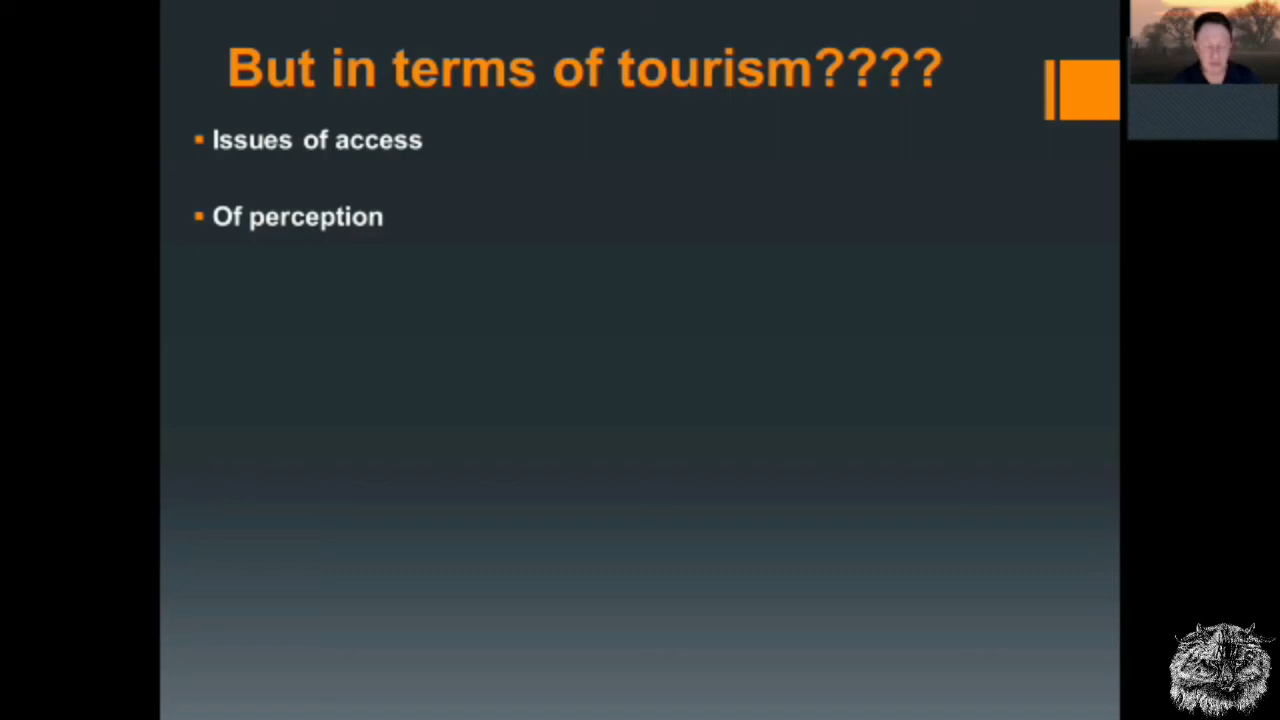 But in terms of tourism????
Issues of access
Of perception